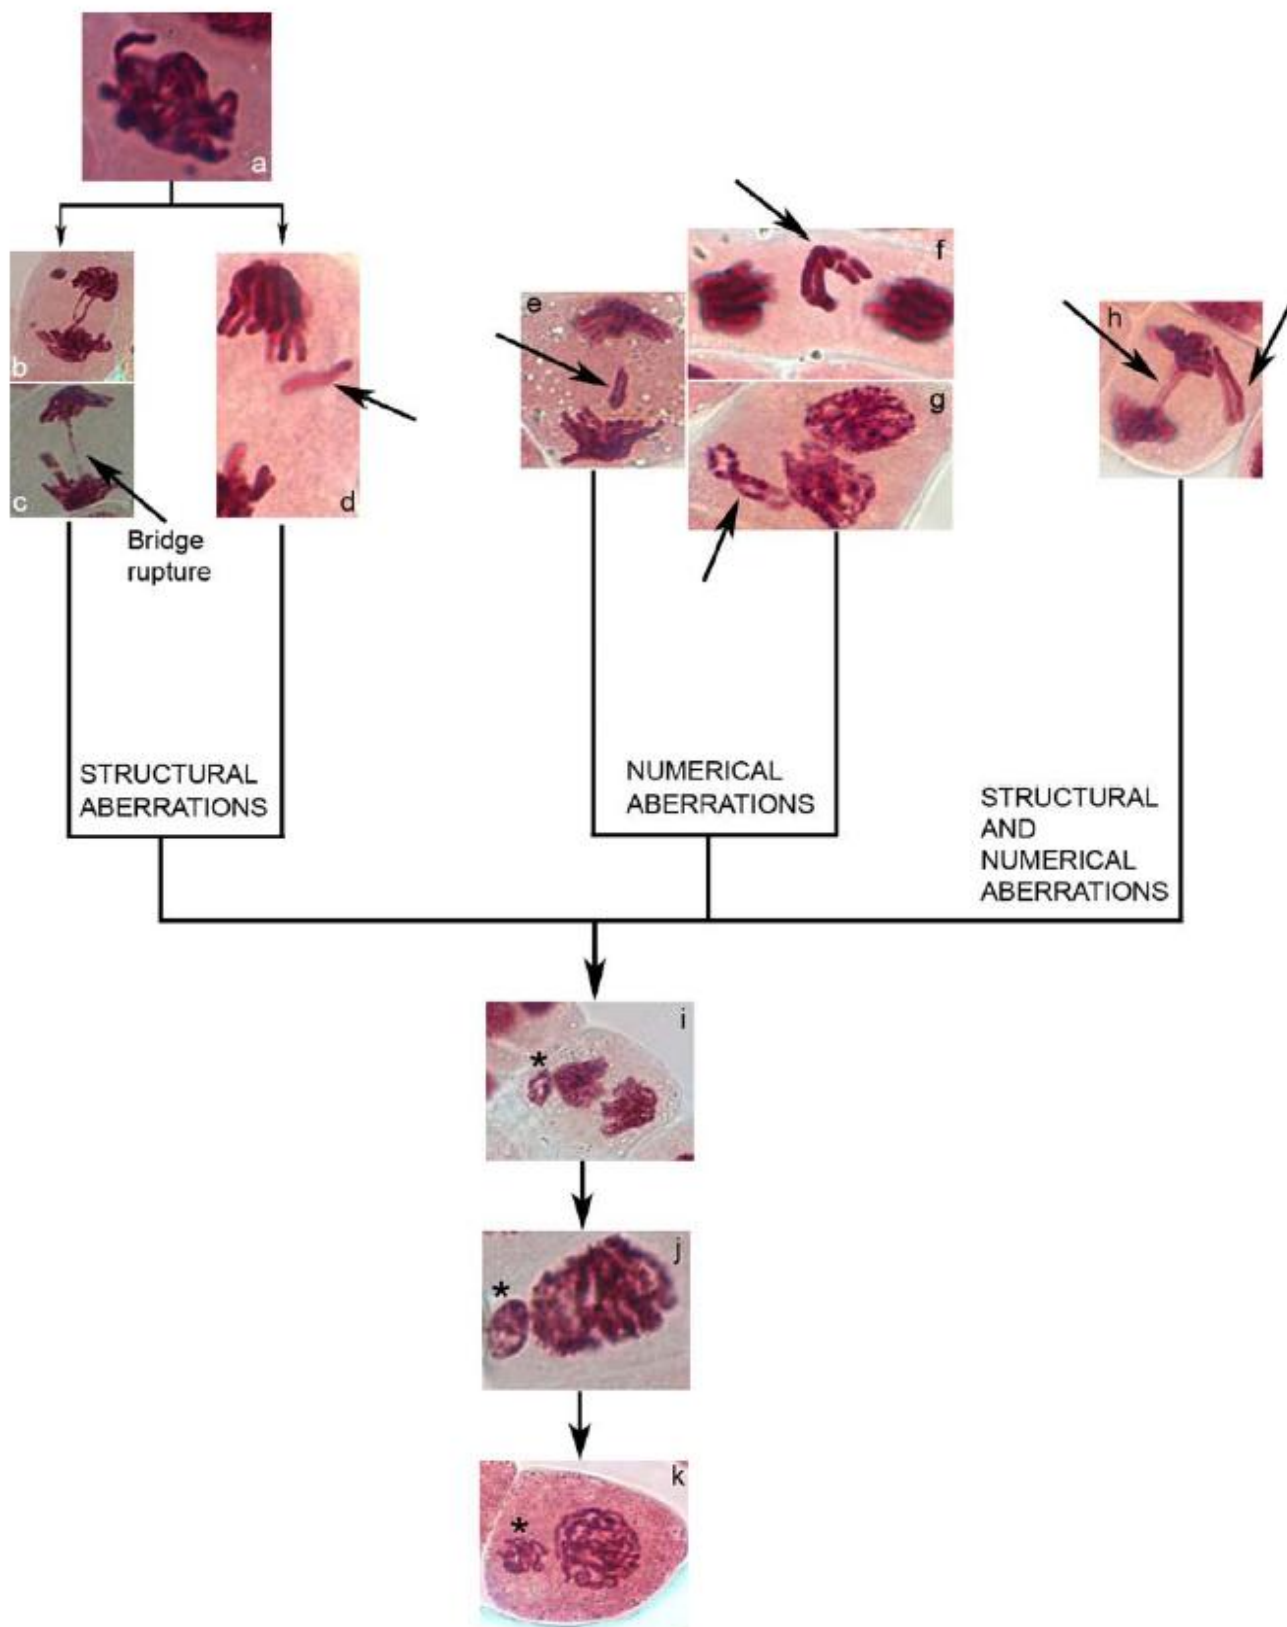 a
b
c
Bridge
rupture
d
e
f
g
h
STRUCTURAL
ABERRATIONS
NUMERICAL
ABERRATIONS
STRUCTURAL
AND
NUMERICAL
ABERRATIONS
i
*
j
*
k
*